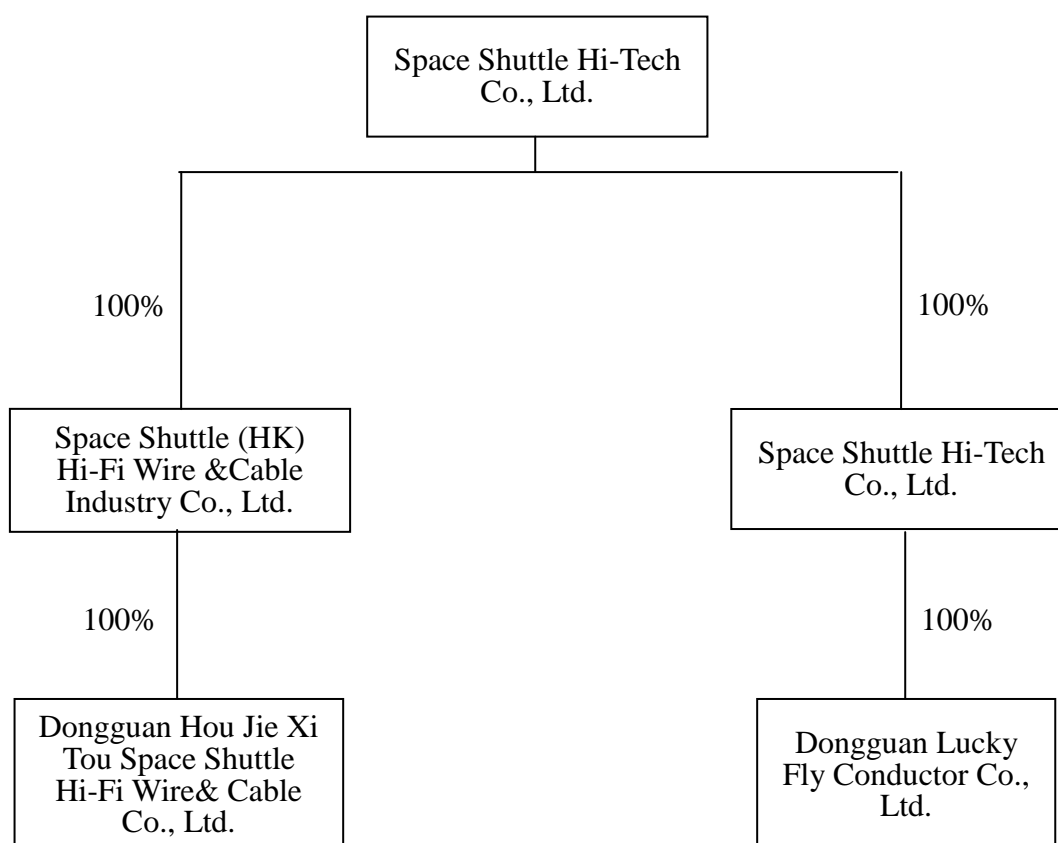 Space Shuttle Hi-Tech
Co., Ltd.
100%
100%
Space Shuttle (HK)
Hi-Fi Wire &Cable
Industry Co., Ltd.
Space Shuttle Hi-Tech
Co., Ltd.
100%
100%
Dongguan Hou Jie Xi
Tou Space Shuttle
Hi-Fi Wire& Cable
Co., Ltd.
Dongguan Lucky
Fly Conductor Co.,
Ltd.